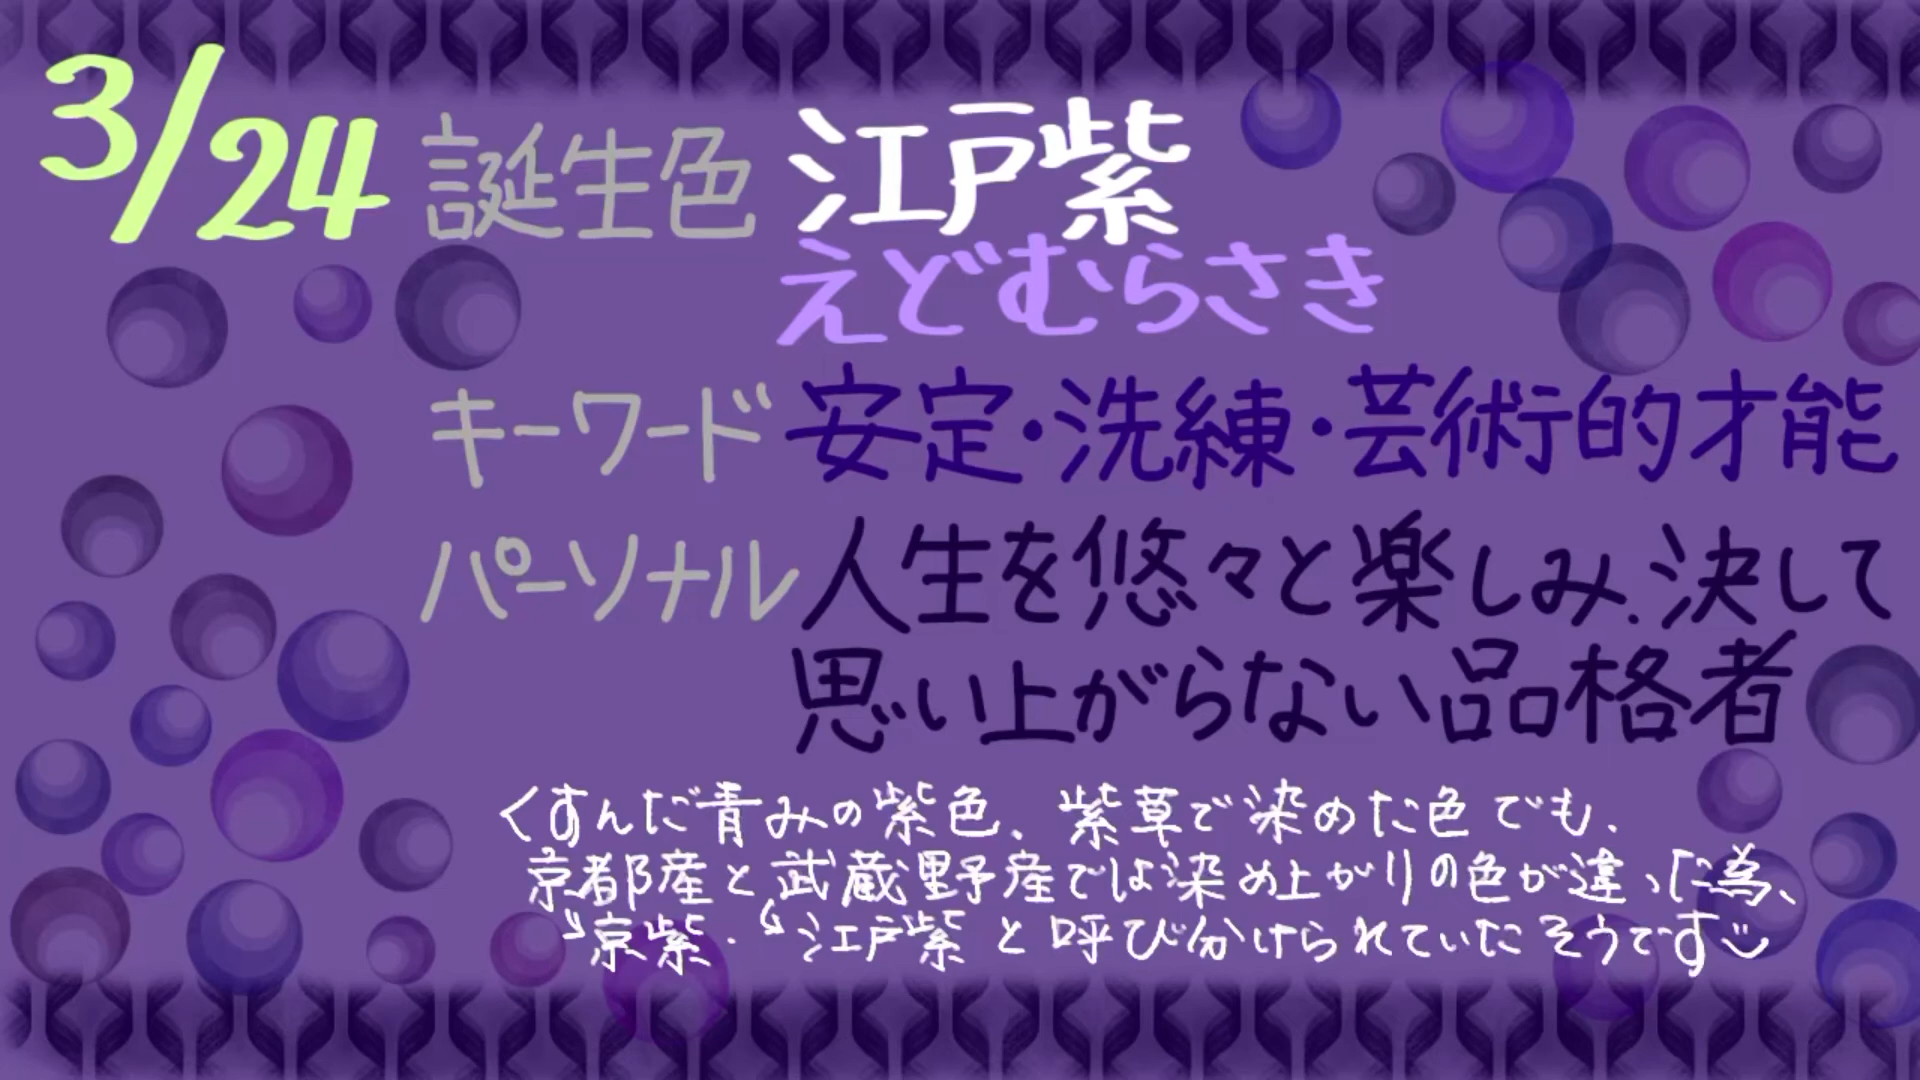 3/24 誕生色 江戸紫
えどむらさき
キーワード 安定・洗練・芸術的才能
パーソナル 人生を悠々と楽しみ、決して
思い上がらない品格者
くすんだ青みの紫色、紫草で染めた色でも、
京都産と武蔵野産では染め上がりの色が違った為、
"京紫・"江戸紫と呼び分けられていたそうです